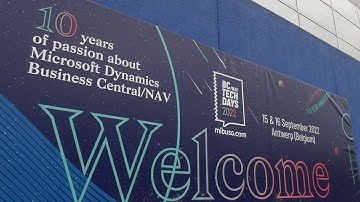 10 years
of passion about
Microsoft Dynamics
Business Central/NAV
BC
TECH
DAYS
2022
mibuso.com
15 & 16 September 2022
Antwerp (Belgium)
Welcome